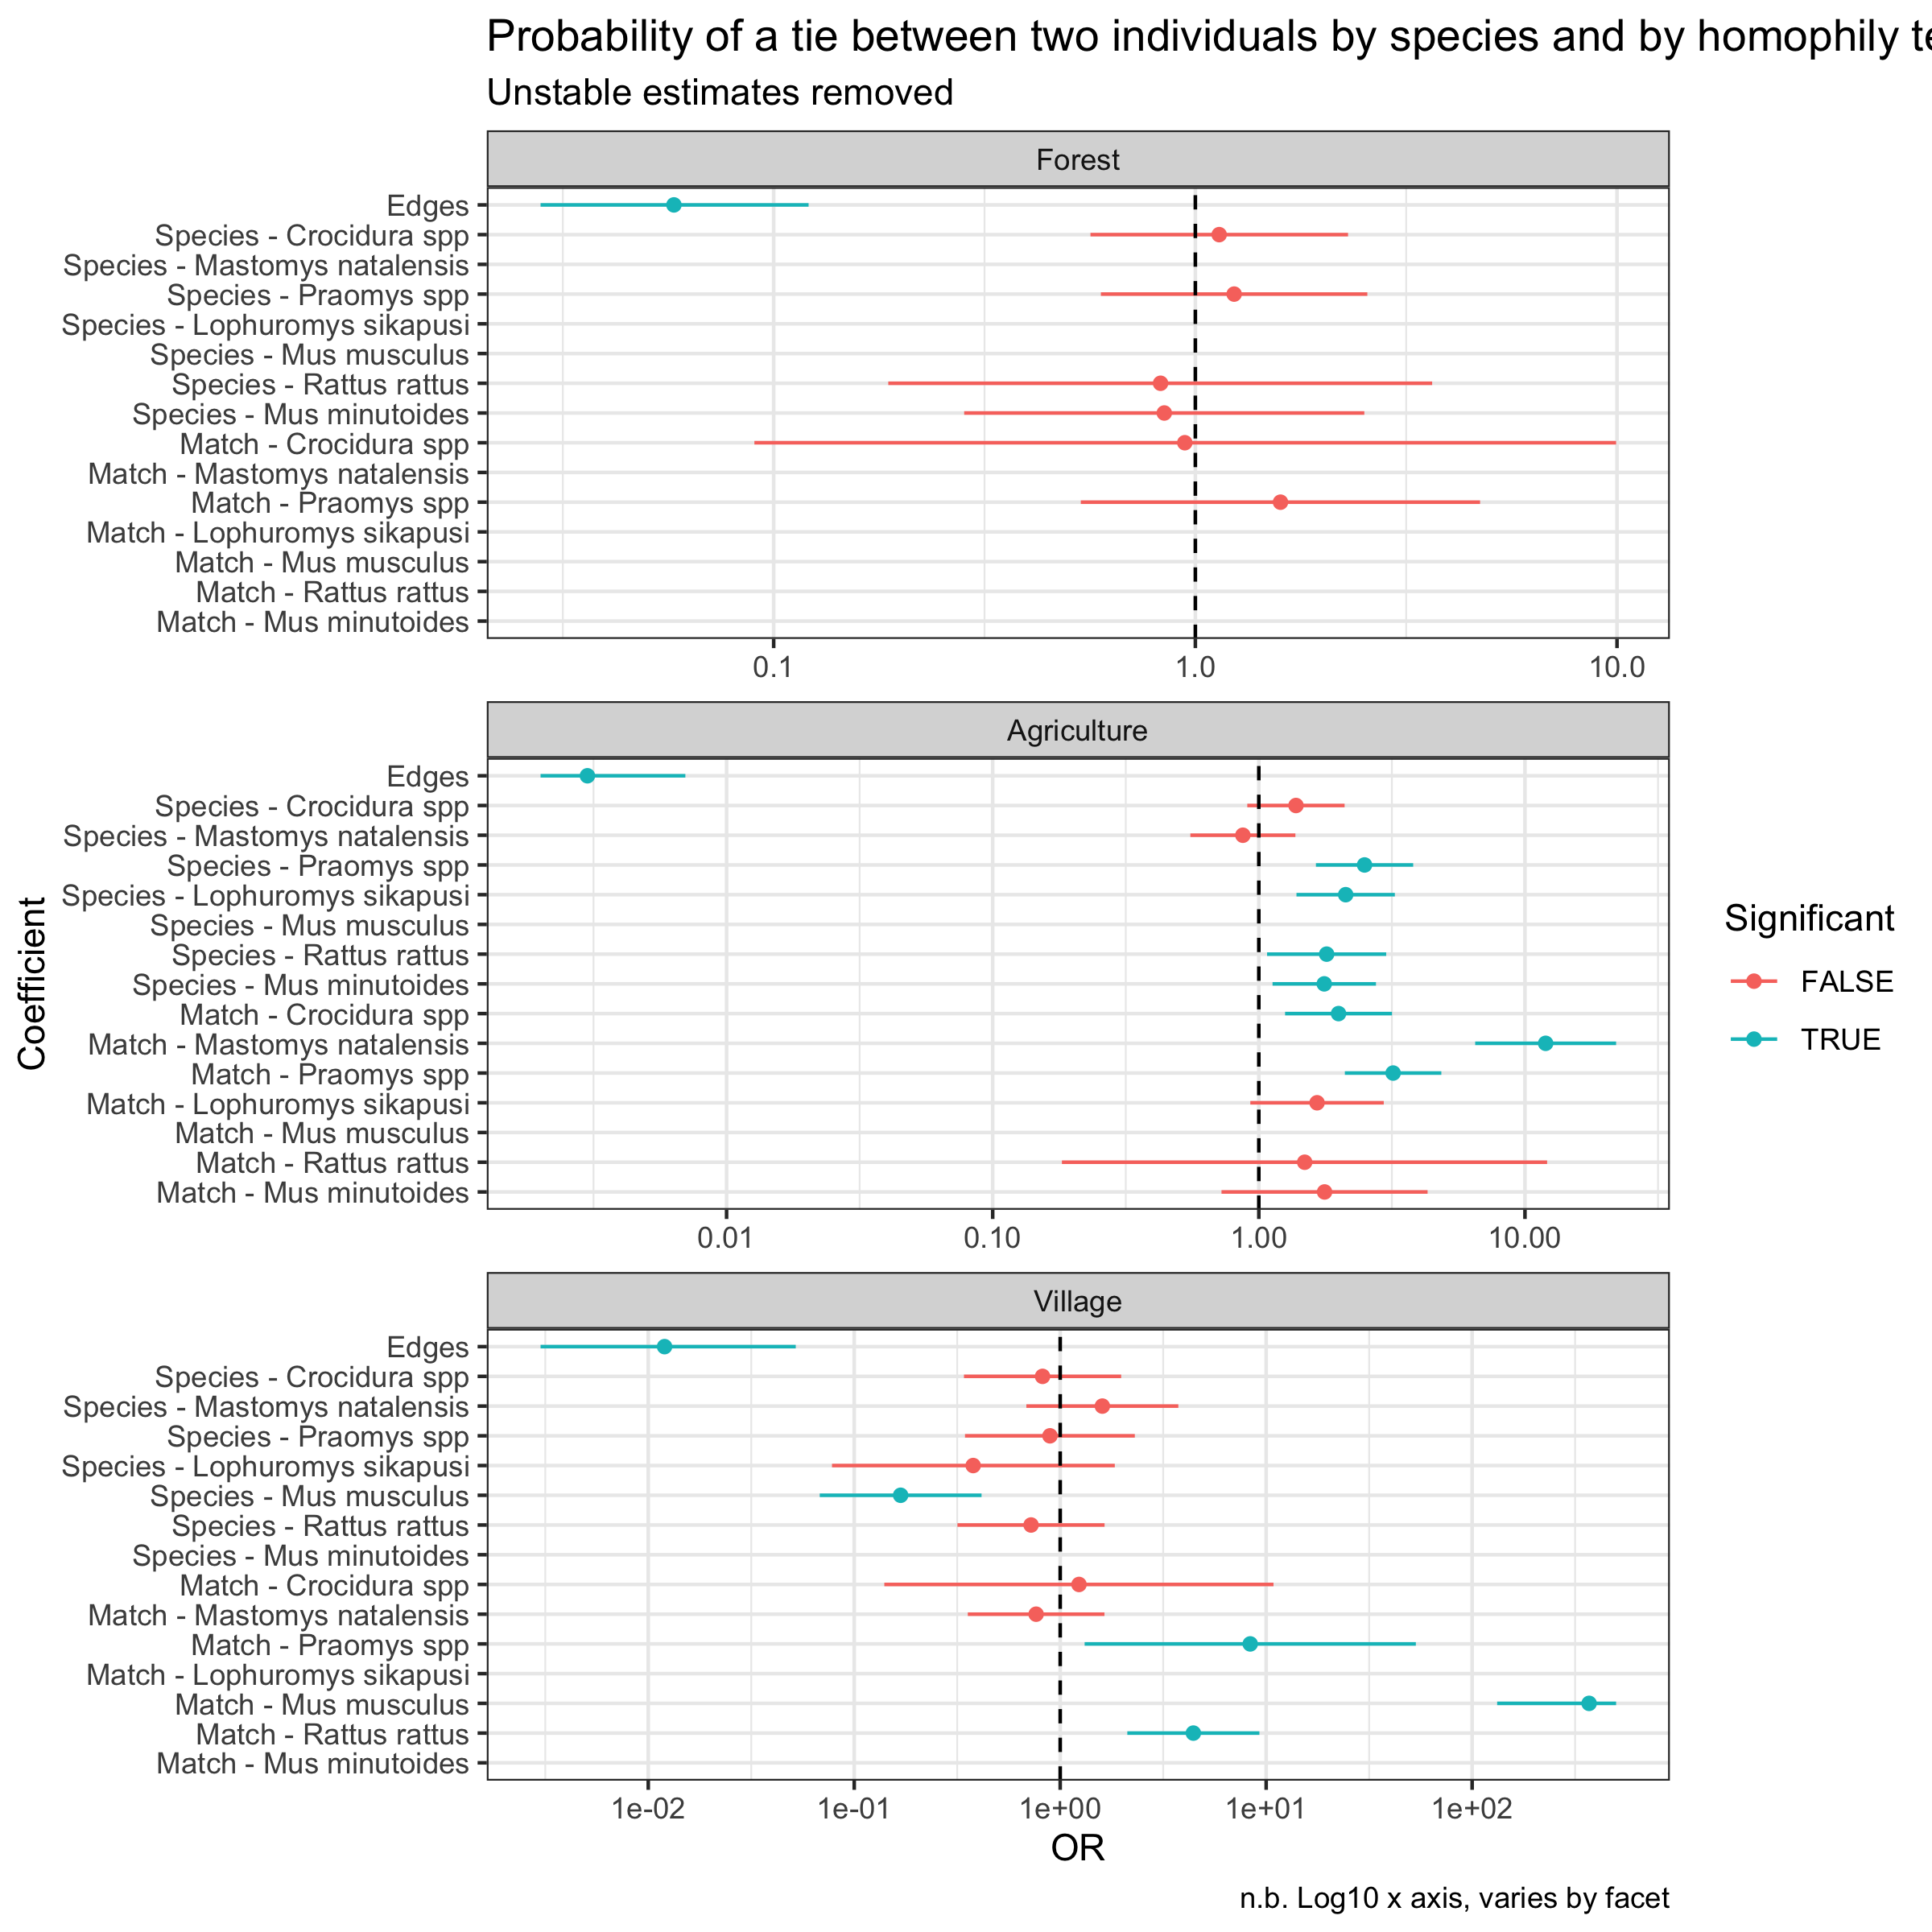 Probability of a tie between two individuals by species and by homophily te
Unstable estimates removed
Forest
Edges
Species - Crocidura spp
Species - Mastomys natalensis
Species - Praomys spp
Species - Lophuromys sikapusi
Species - Mus musculus
Species - Rattus rattus
Species - Mus minutoides
Match - Crocidura spp
Match - Mastomys natalensis
Match - Praomys spp
Match - Lophuromys sikapusi
Match - Mus musculus
Match - Rattus rattus
Match - Mus minutoides
0.1 1.0 10.0
Agriculture
Edges
Species - Crocidura spp
Species - Mastomys natalensis
Species - Praomys spp
Species - Lophuromys sikapusi
Species - Mus musculus
Species - Rattus rattus
Species - Mus minutoides
Match - Crocidura spp
Match - Mastomys natalensis
Match - Praomys spp
Match - Lophuromys sikapusi
Match - Mus musculus
Match - Rattus rattus
Match - Mus minutoides
0.01 0.10 1.00 10.00
Village
Edges
Species - Crocidura spp
Species - Mastomys natalensis
Species - Praomys spp
Species - Lophuromys sikapusi
Species - Mus musculus
Species - Rattus rattus
Species - Mus minutoides
Match - Crocidura spp
Match - Mastomys natalensis
Match - Praomys spp
Match - Lophuromys sikapusi
Match - Mus musculus
Match - Rattus rattus
Match - Mus minutoides
1e-02 1e-01 1e+00 1e+01 1e+02
OR
Coefficient
Significant
FALSE
TRUE
n.b. Log10 x axis, varies by facet